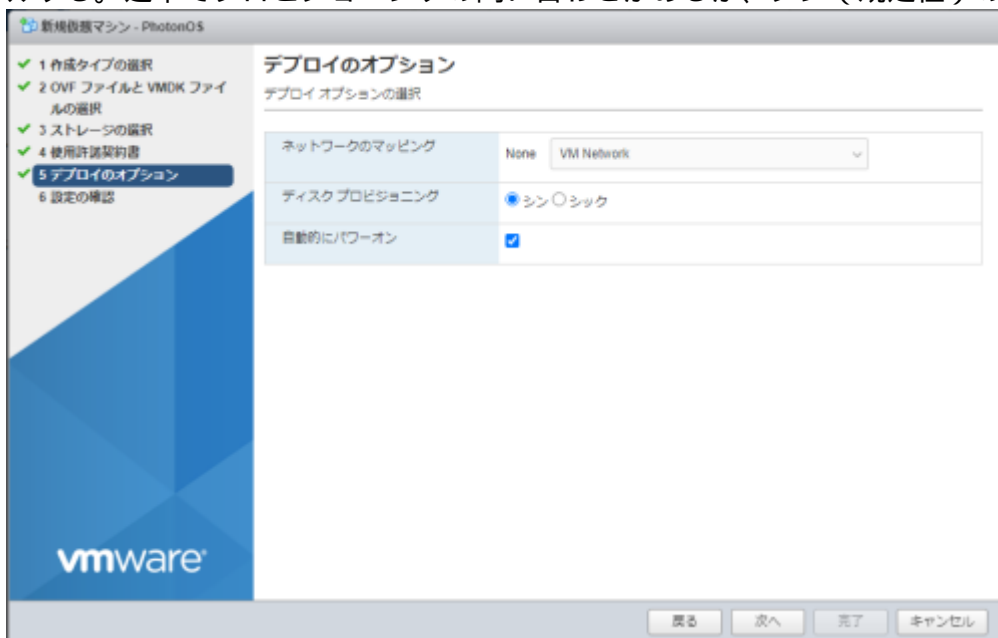 新規仮想マシン - PhotonOS
1 作成タイプの選択
2 OVF ファイルと VMDK ファイ
ルの選択
3 ストレージの選択
4 使用許諾契約書
5 デプロイのオプション
6 設定の確認
デプロイのオプション
デプロイ オプションの選択
ネットワークのマッピング
None VM Network
ディスク プロビジョニング
シン シック
自動的にパワーオン
vmware
戻る 次へ 完了 キャンセル